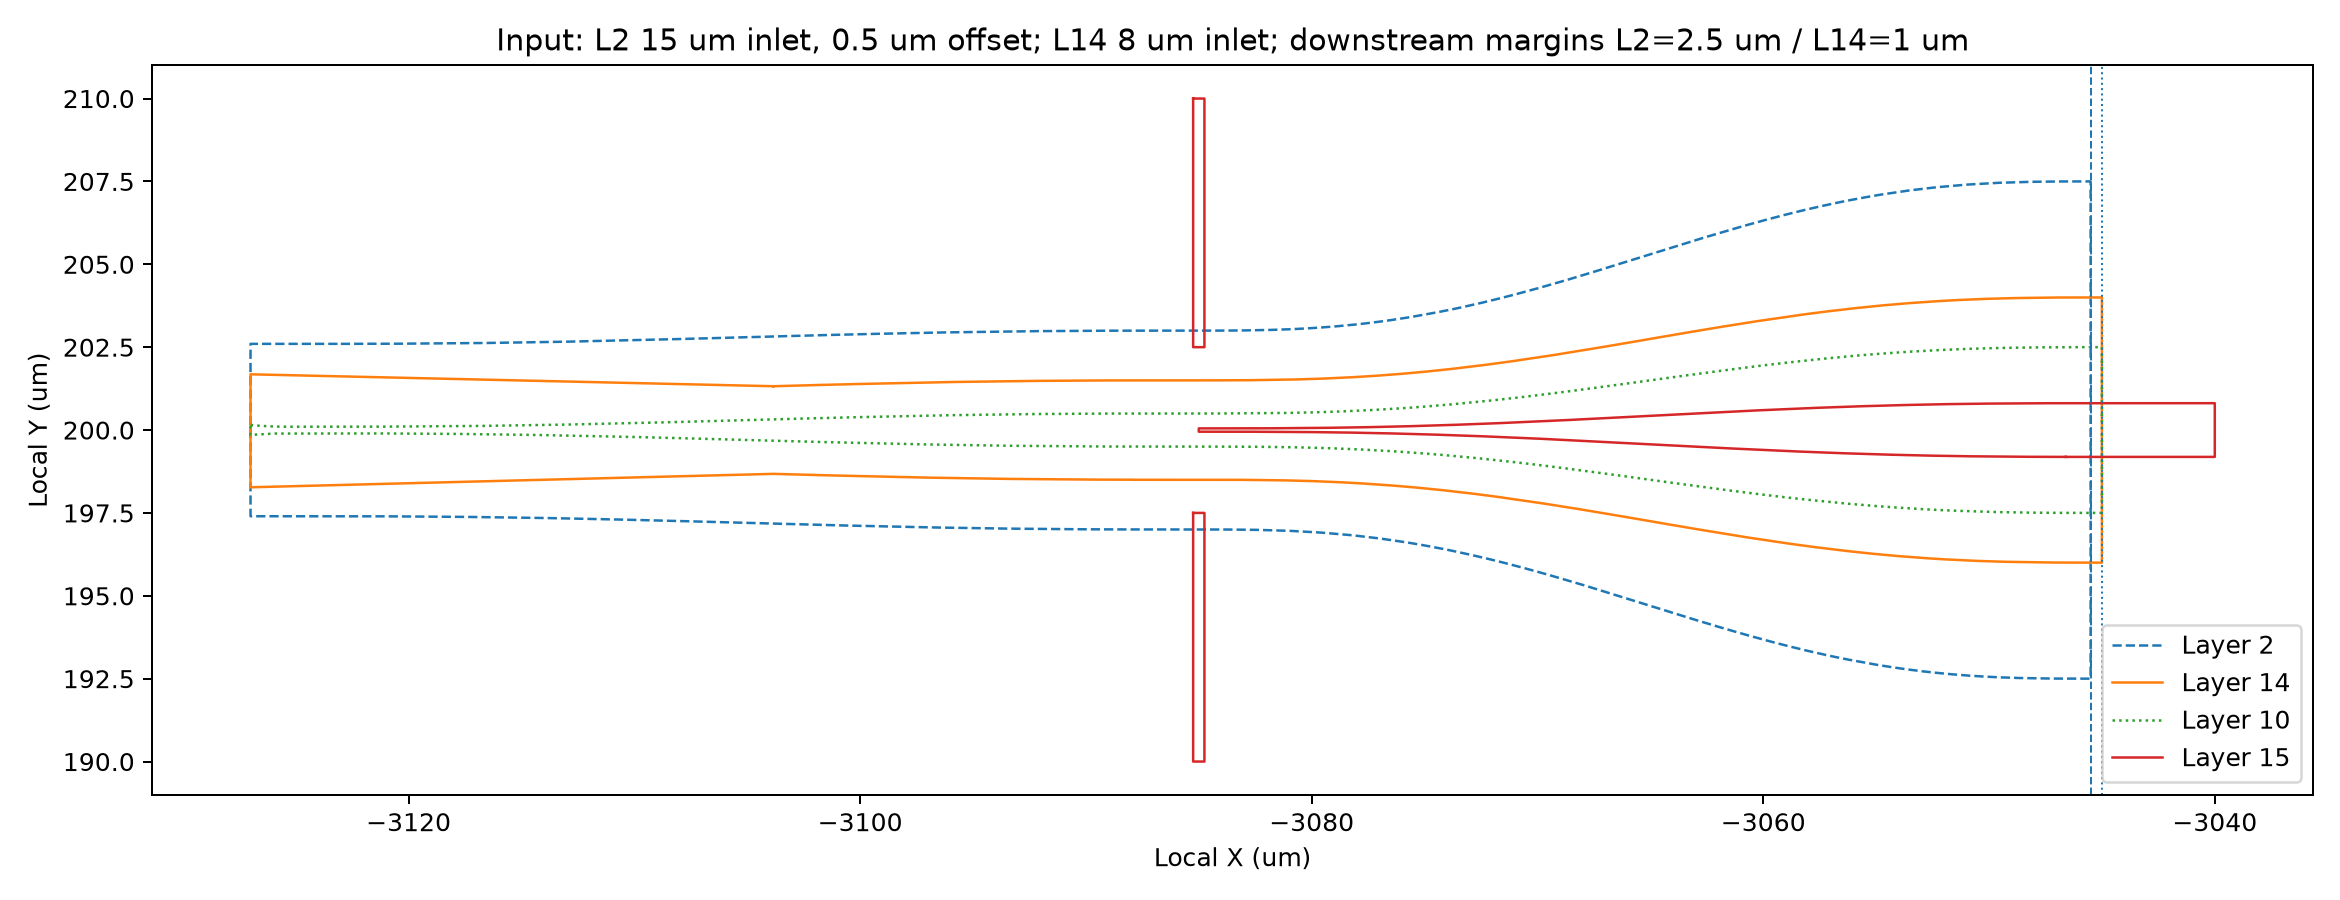 Input: L2 15 um inlet, 0.5 um offset; L14 8 um inlet; downstream margins L2=2.5 um / L14=1 um
Local Y (um)
210.0
207.5
205.0
202.5
200.0
197.5
195.0
192.5
190.0
Layer 2
Layer 14
Layer 10
Layer 15
−3120
−3100
−3080
−3060
−3040
Local X (um)